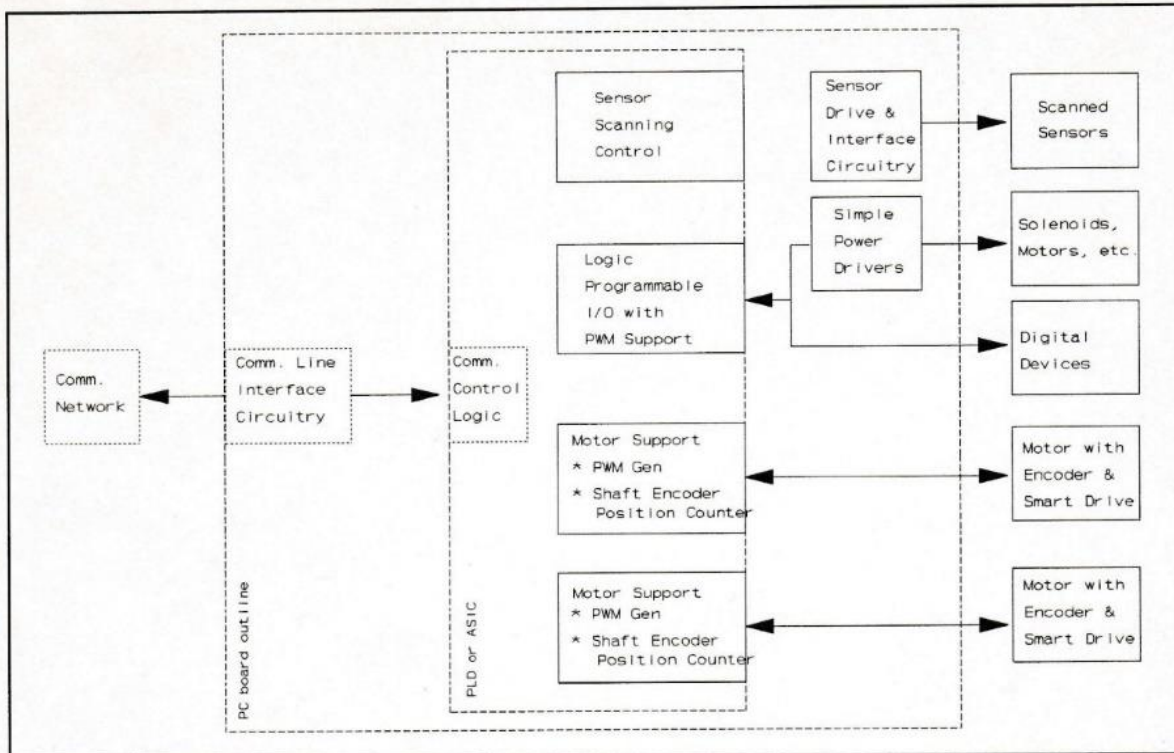 Sensor
Scanning
Control
Sensor
Drive &
Interface
Circuitry
Scanned
Sensors
Logic
Programmable
I/O with
PWM Support
Simple
Power
Drivers
Solenoids,
Motors, etc.
Digital
Devices
Comm.
Network
Comm. Line
Interface
Circuitry
Comm.
Control
Logic
Motor Support
* PWM Gen
* Shaft Encoder
Position Counter
Motor with
Encoder &
Smart Drive
Motor Support
* PWM Gen
* Shaft Encoder
Position Counter
Motor with
Encoder &
Smart Drive
PC board outline
PLD or ASIC